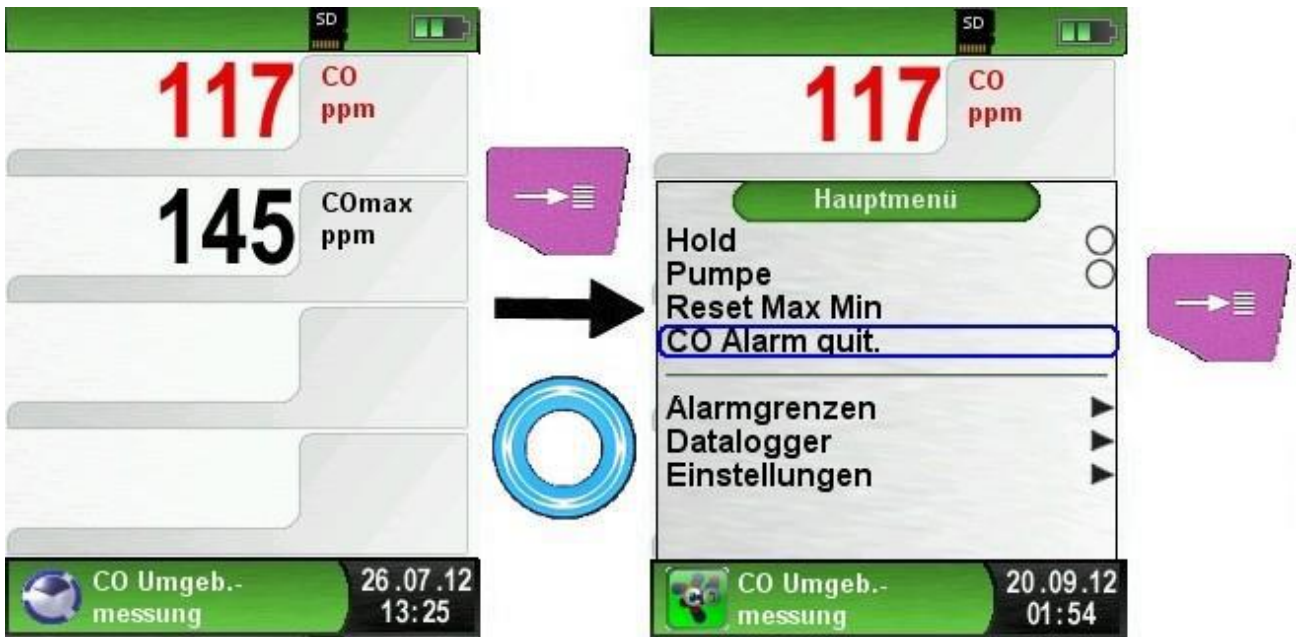 SD
117
CO
ppm
145
COmax
ppm
CO Umgeb.-
messung
26.07.12
13:25
SD
117
CO
ppm
Hauptmenü
Hold
Pumpe
Reset Max Min
CO Alarm quit.
Alarmgrenzen
Datalogger
Einstellungen
CO Umgeb.-
messung
20.09.12
01:54